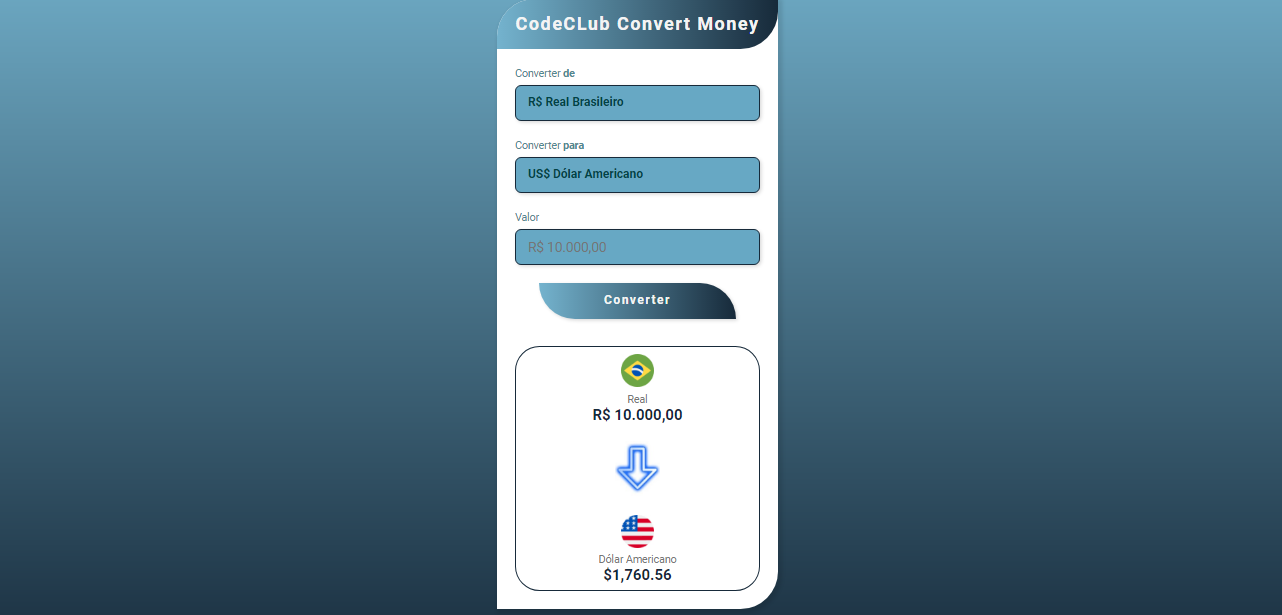 CodeCLub Convert Money
Converter de
R$ Real Brasileiro
Converter para
US$ Dólar Americano
Valor
R$ 10.000,00
Converter
Real
R$ 10.000,00
Dólar Americano
$1,760.56